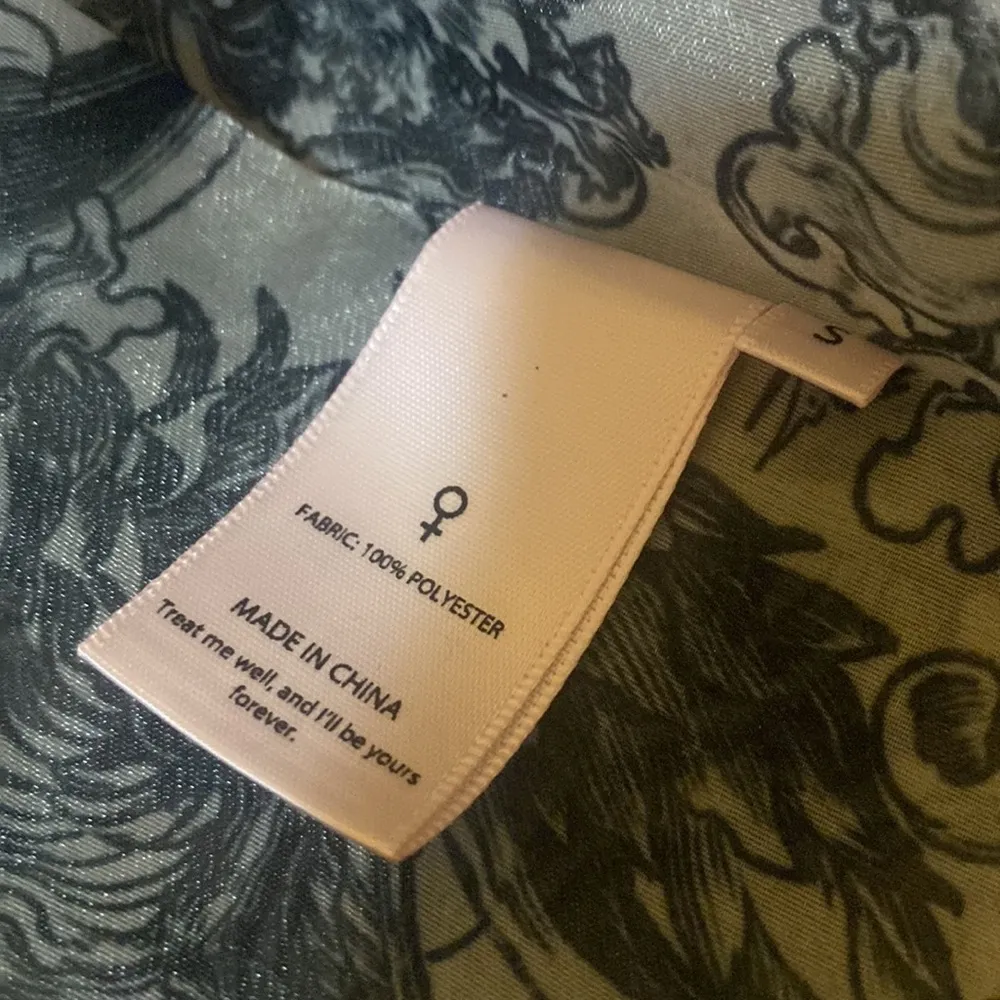 S
FABRIC: 100% POLYESTER
MADE IN CHINA
Treat me well, and I'll be yours
forever.